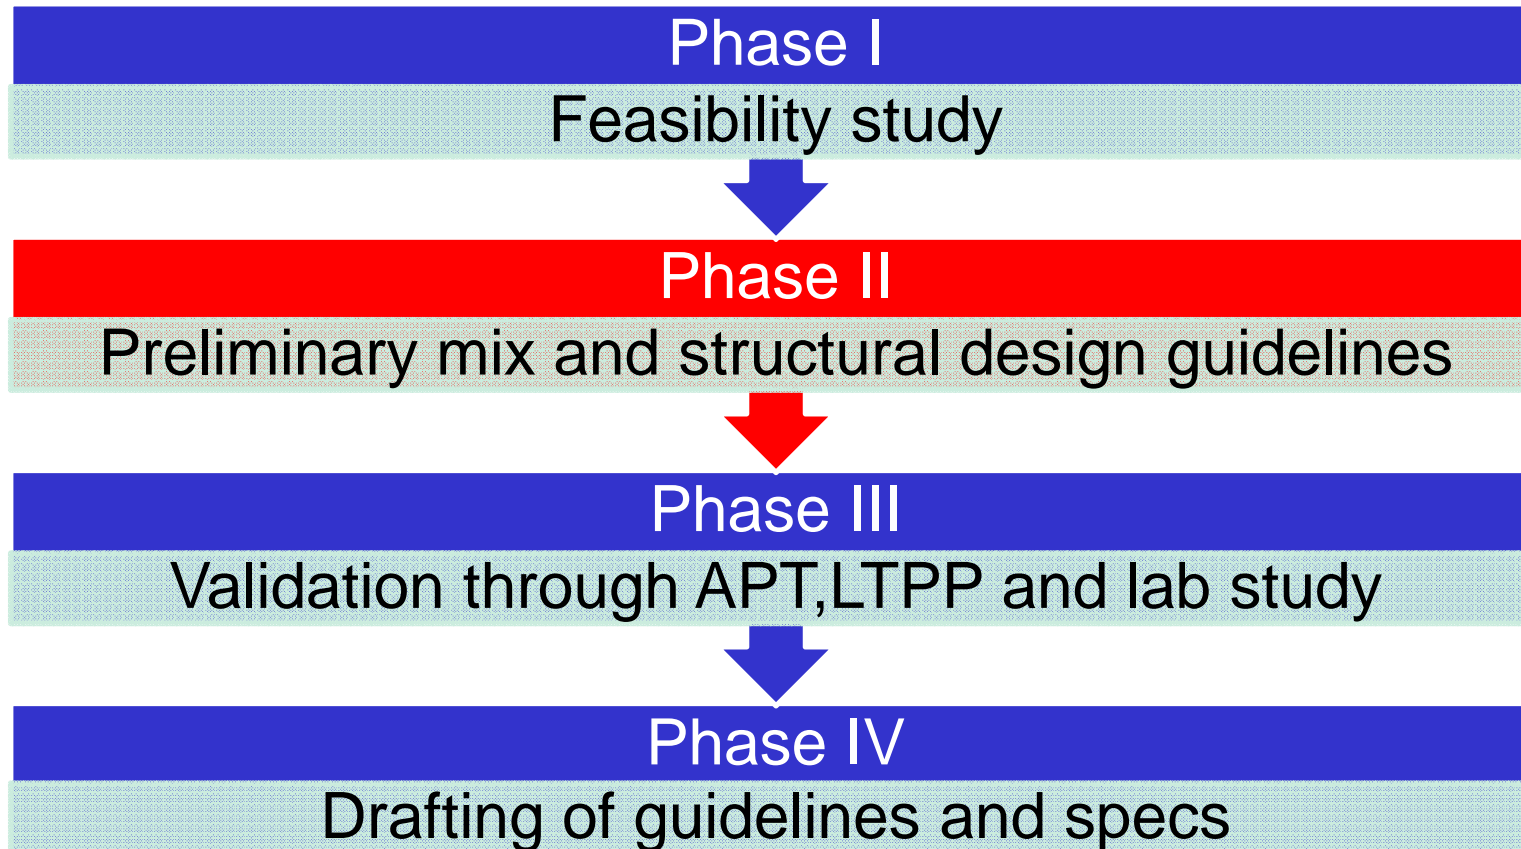 Phase I
Feasibility study
Phase II
Preliminary mix and structural design guidelines
Phase III
Validation through APT,LTPP and lab study
Phase IV
Drafting of guidelines and specs